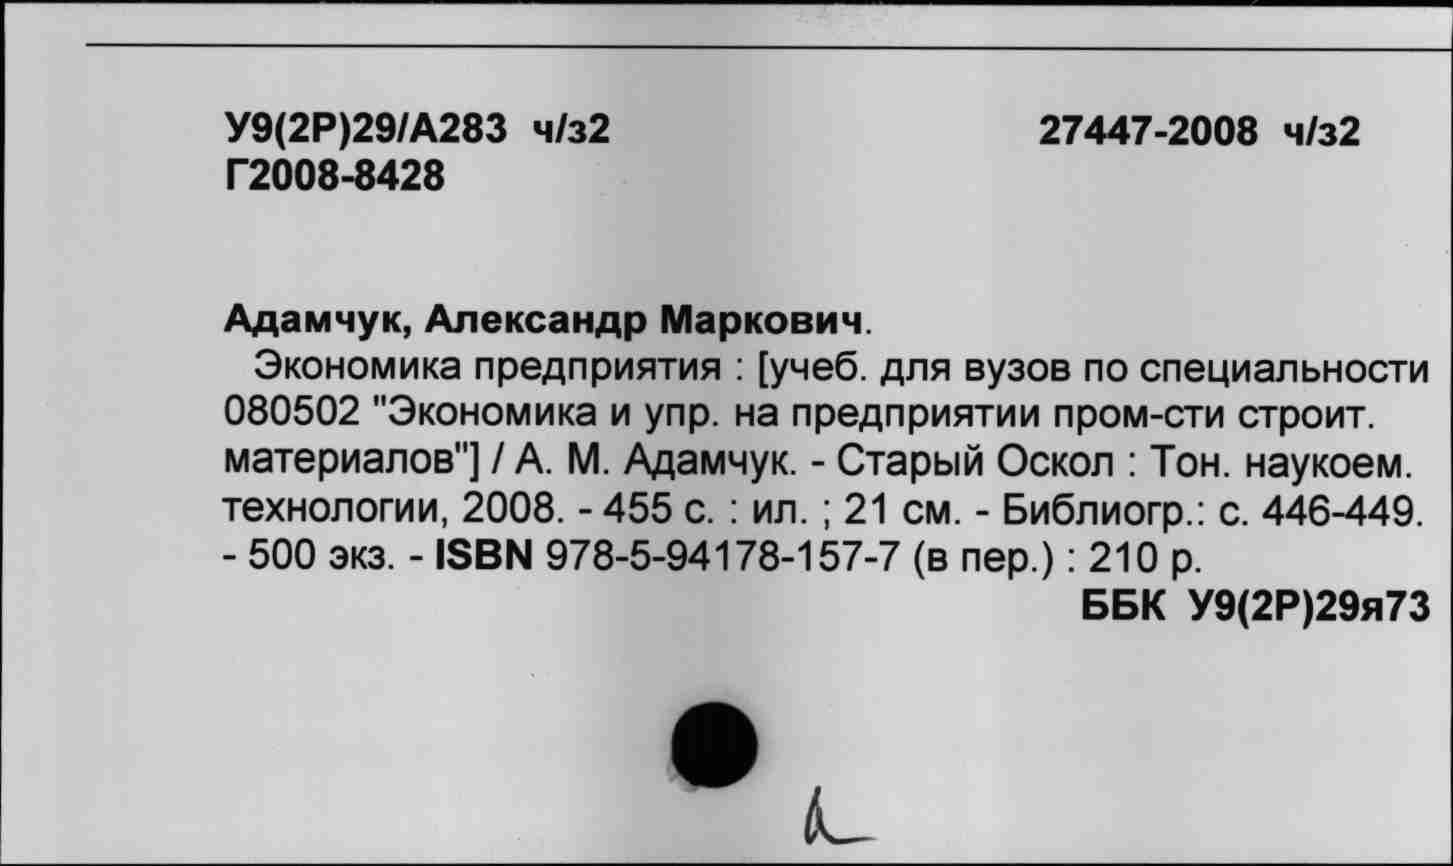 У9(2Р)29/А283 ч/з2 27447-2008 ч/з2
Г2008-8428
Адамчук, Александр Маркович.
Экономика предприятия : [учеб. для вузов по специальности
080502 "Экономика и упр. на предприятии пром-сти строит.
материалов"] / А. М. Адамчук. - Старый Оскол : Тон. наукоем.
технологии, 2008. - 455 с. : ил. ; 21 см. - Библиогр.: с. 446-449.
- 500 экз. - ISBN 978-5-94178-157-7 (в пер.) : 210 р.
ББК У9(2Р)29я73